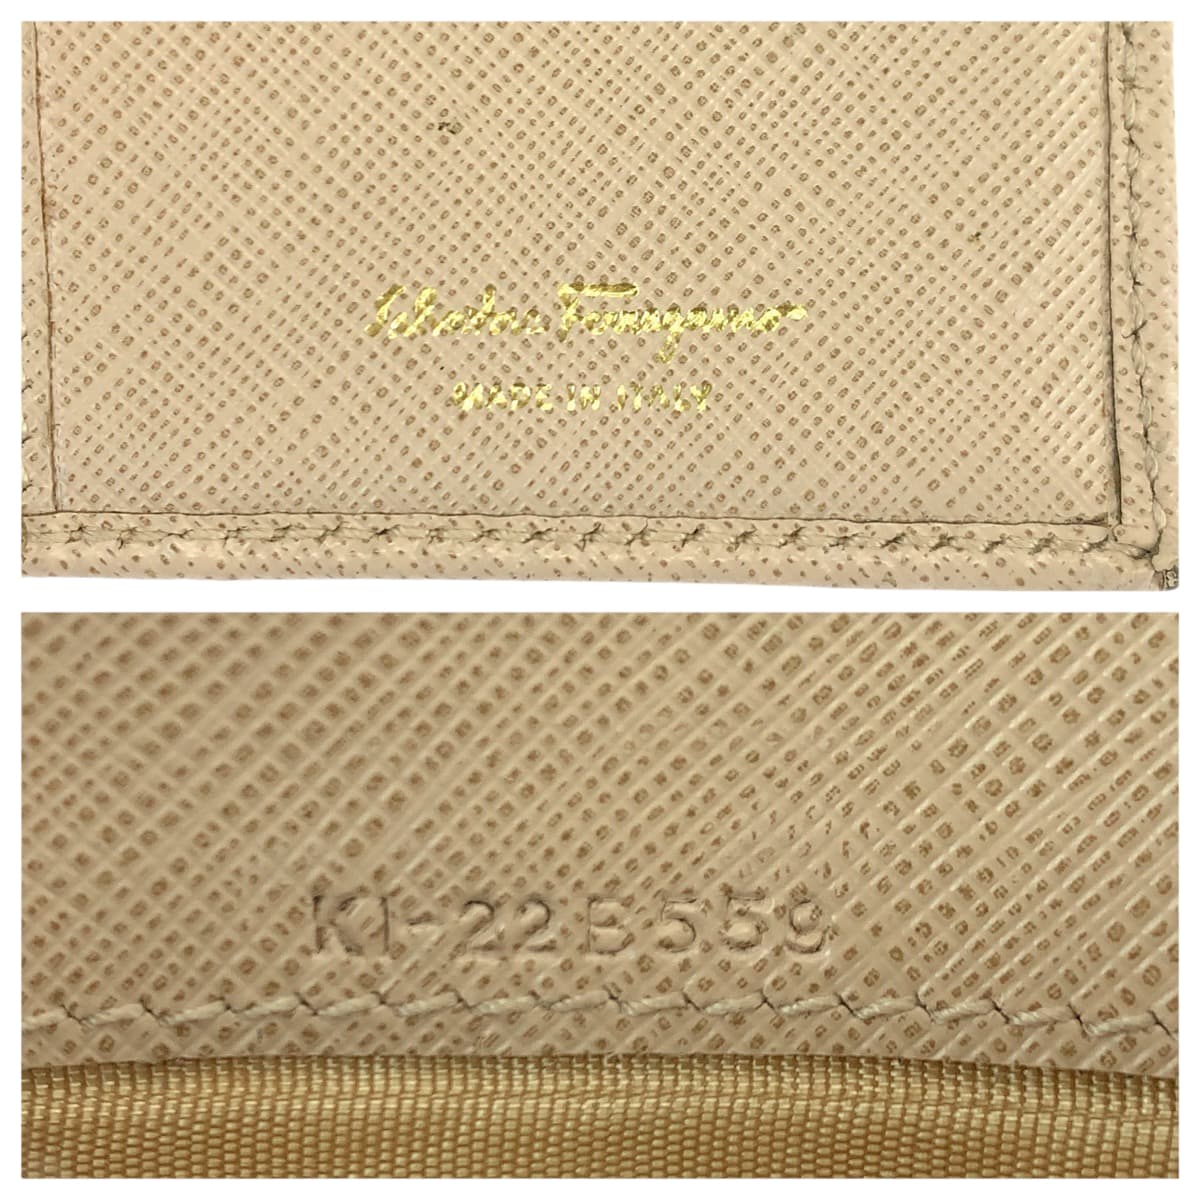 Salvatore Ferragamo
MADE IN ITALY
KI-22 B559